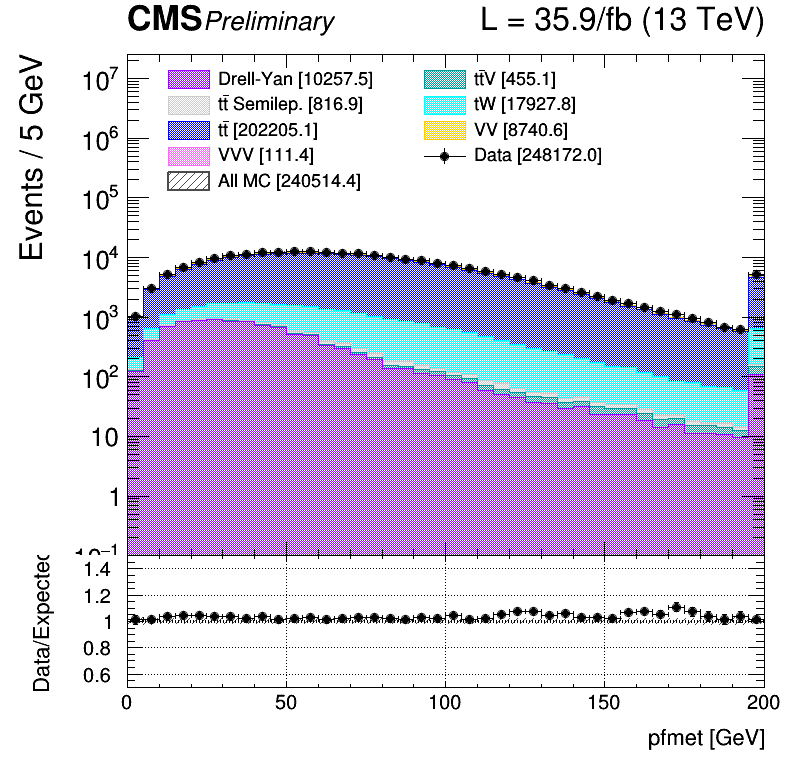 CMS Preliminary L = 35.9/fb (13 TeV)
Events / 5 GeV
Drell-Yan [10257.5]
tt̄ Semilep. [816.9]
tt̄ [202205.1]
VVV [111.4]
All MC [240514.4]
tt̄V [455.1]
tW [17927.8]
VV [8740.6]
Data [248172.0]
10⁷
10⁶
10⁵
10⁴
10³
10²
10
1
10⁻¹
Data/Expected
1.4
1.2
1
0.8
0.6
0 50 100 150 200
pfmet [GeV]